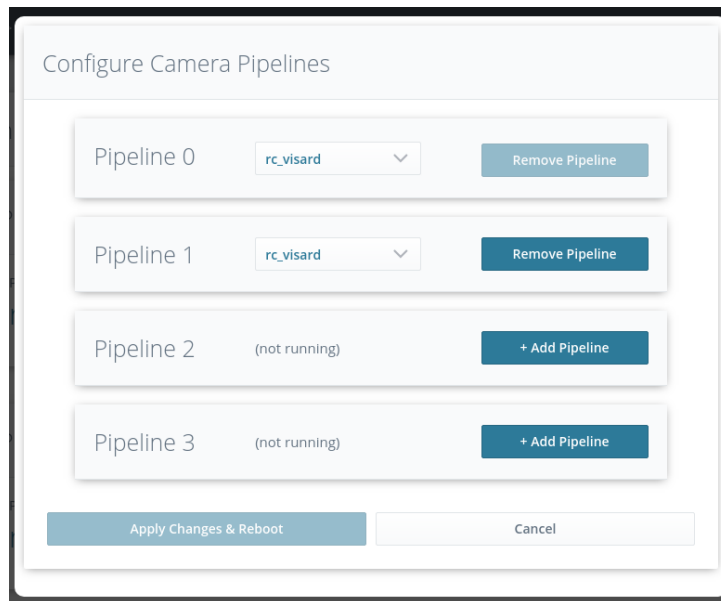 Configure Camera Pipelines
Pipeline 0 rc_visard Remove Pipeline
Pipeline 1 rc_visard Remove Pipeline
Pipeline 2 (not running) + Add Pipeline
Pipeline 3 (not running) + Add Pipeline
Apply Changes & Reboot Cancel